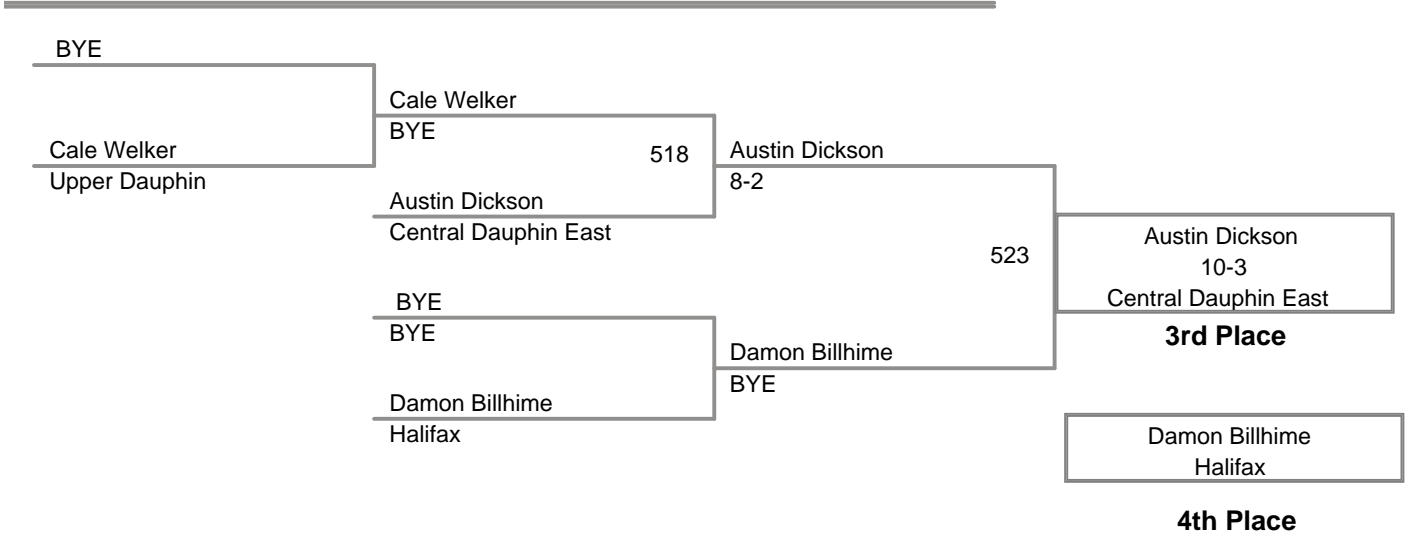 BYE
Cale Welker
Upper Dauphin
Cale Welker
BYE
518
Austin Dickson
Central Dauphin East
BYE
BYE
Damon Billhime
Halifax
Austin Dickson
8-2
523
Damon Billhime
BYE
Austin Dickson
10-3
Central Dauphin East
3rd Place
Damon Billhime
Halifax
4th Place